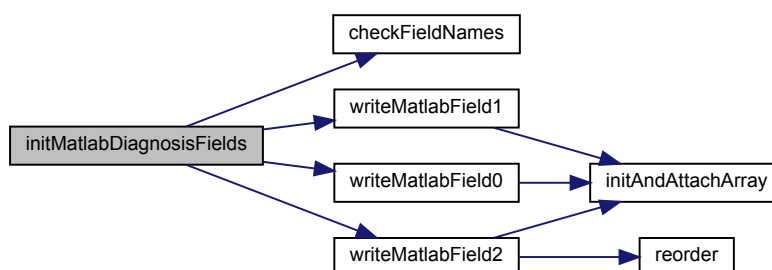 checkFieldNames
writeMatlabField1
initMatlabDiagnosisFields
writeMatlabField0
initAndAttachArray
writeMatlabField2
reorder